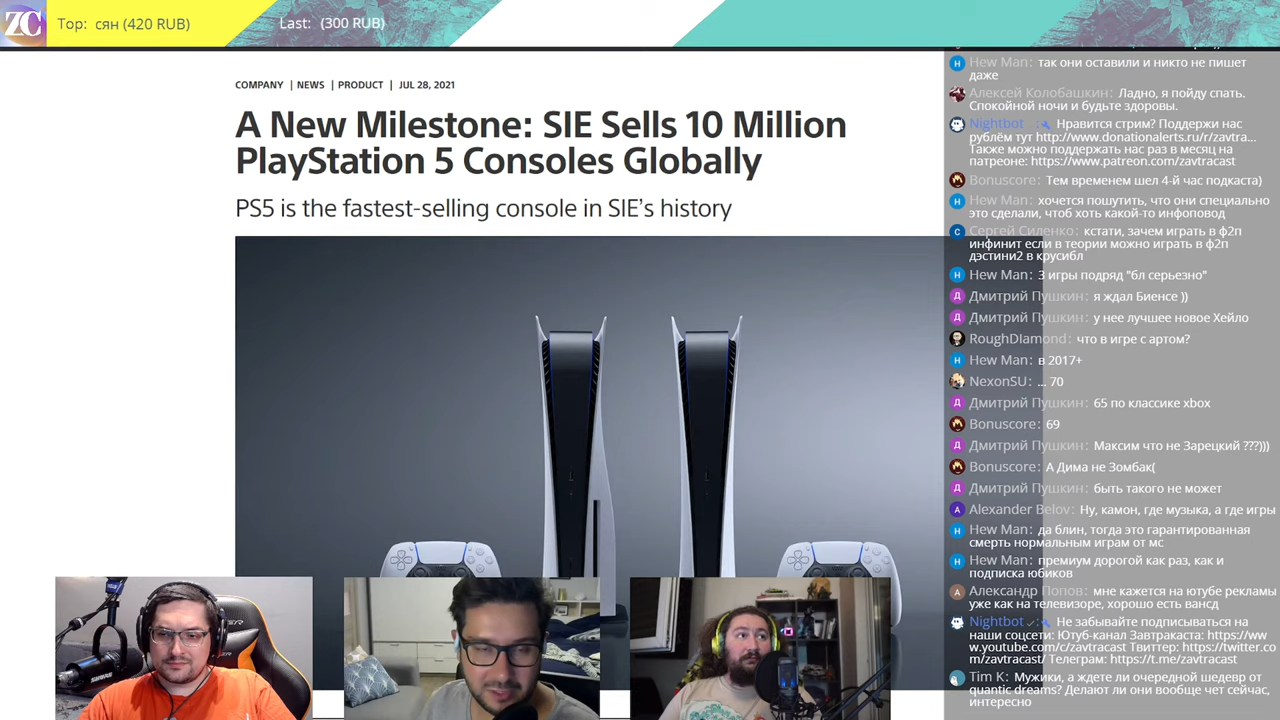 ZC
Top: сян (420 RUB)
Last: (300 RUB)
COMPANY | NEWS | PRODUCT | JUL 28, 2021
A New Milestone: SIE Sells 10 Million
PlayStation 5 Consoles Globally
PS5 is the fastest-selling console in SIE's history
New Man: так они оставили и никто не пишет
даже
Алексей Колобашкин: Ладно, я пойду спать.
Спокойной ночи и будьте здоровы.
Nightbot : Нравится стрим? Поддержи нас
рублём тут http://www.donationalerts.ru/r/zavtra...
Также можно поддержать нас раз в месяц на
патреоне: https://www.patreon.com/zavtracast
Bonuscore: Тем временем шел 4-й час подкаста)
New Man: хочется пошутить, что они специально
это сделали, чтоб хоть какой-то инфоповод
Сергей Силенко: кстати, зачем играть в ф2п
инфинит если в теории можно играть в ф2п
дэстини2 в крусибл
New Man: 3 игры подряд "бл серьезно"
Дмитрий Пушкин: я ждал Биенсе ))
Дмитрий Пушкин: у нее лучшее новое Хейло
RoughDIamond: что в игре с артом?
New Man: в 2017+
NexonSU: ... 70
Дмитрий Пушкин: 65 по классике xbox
Bonuscore: 69
Дмитрий Пушкин: Максим что не Зарецкий ???)))
Bonuscore: А Дима не Зомбак(
Дмитрий Пушкин: быть такого не может
Alexander Belov: Ну, камон, где музыка, а где игры
New Man: да блин, тогда это гарантированная
смерть нормальным играм от мс
New Man: премиум дорогой как раз, как и
подписка юбиков
Александр Попов: мне кажется на ютубе рекламы
уже как на телевизоре, хорошо есть вансд
Nightbot : Не забывайте подписываться на
наши соцсети: Ютуб-канал Завтракаста: https://ww
w.youtube.com/c/zavtracast Твиттер: https://twitter.co
m/zavtracast/ Телеграм: https://t.me/zavtracast
Tim K: Мужики, а ждете ли очередной шедевр от
quantic dreams? Делают ли они вообще чет сейчас,
интересно